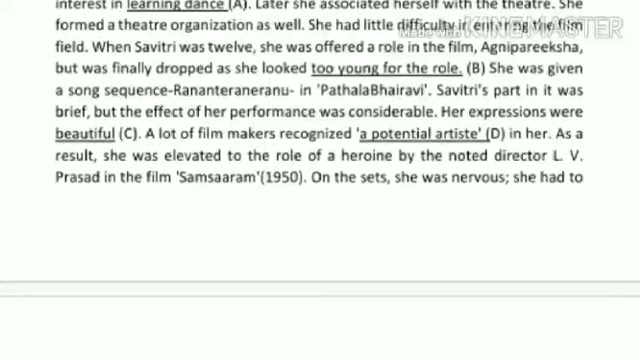 interest in learning dance (A). Later she associated herself with the theatre. She
formed a theatre organization as well. She had little difficulty in entering the film
field. When Savitri was twelve, she was offered a role in the film, Agnipareeksha,
but was finally dropped as she looked too young for the role. (B) She was given
a song sequence-Rananteraneranu- in 'PathalaBhairavi'. Savitri's part in it was
brief, but the effect of her performance was considerable. Her expressions were
beautiful (C). A lot of film makers recognized 'a potential artiste' (D) in her. As a
result, she was elevated to the role of a heroine by the noted director L. V.
Prasad in the film 'Samsaaram'(1950). On the sets, she was nervous; she had to
Made with KINEMASTER